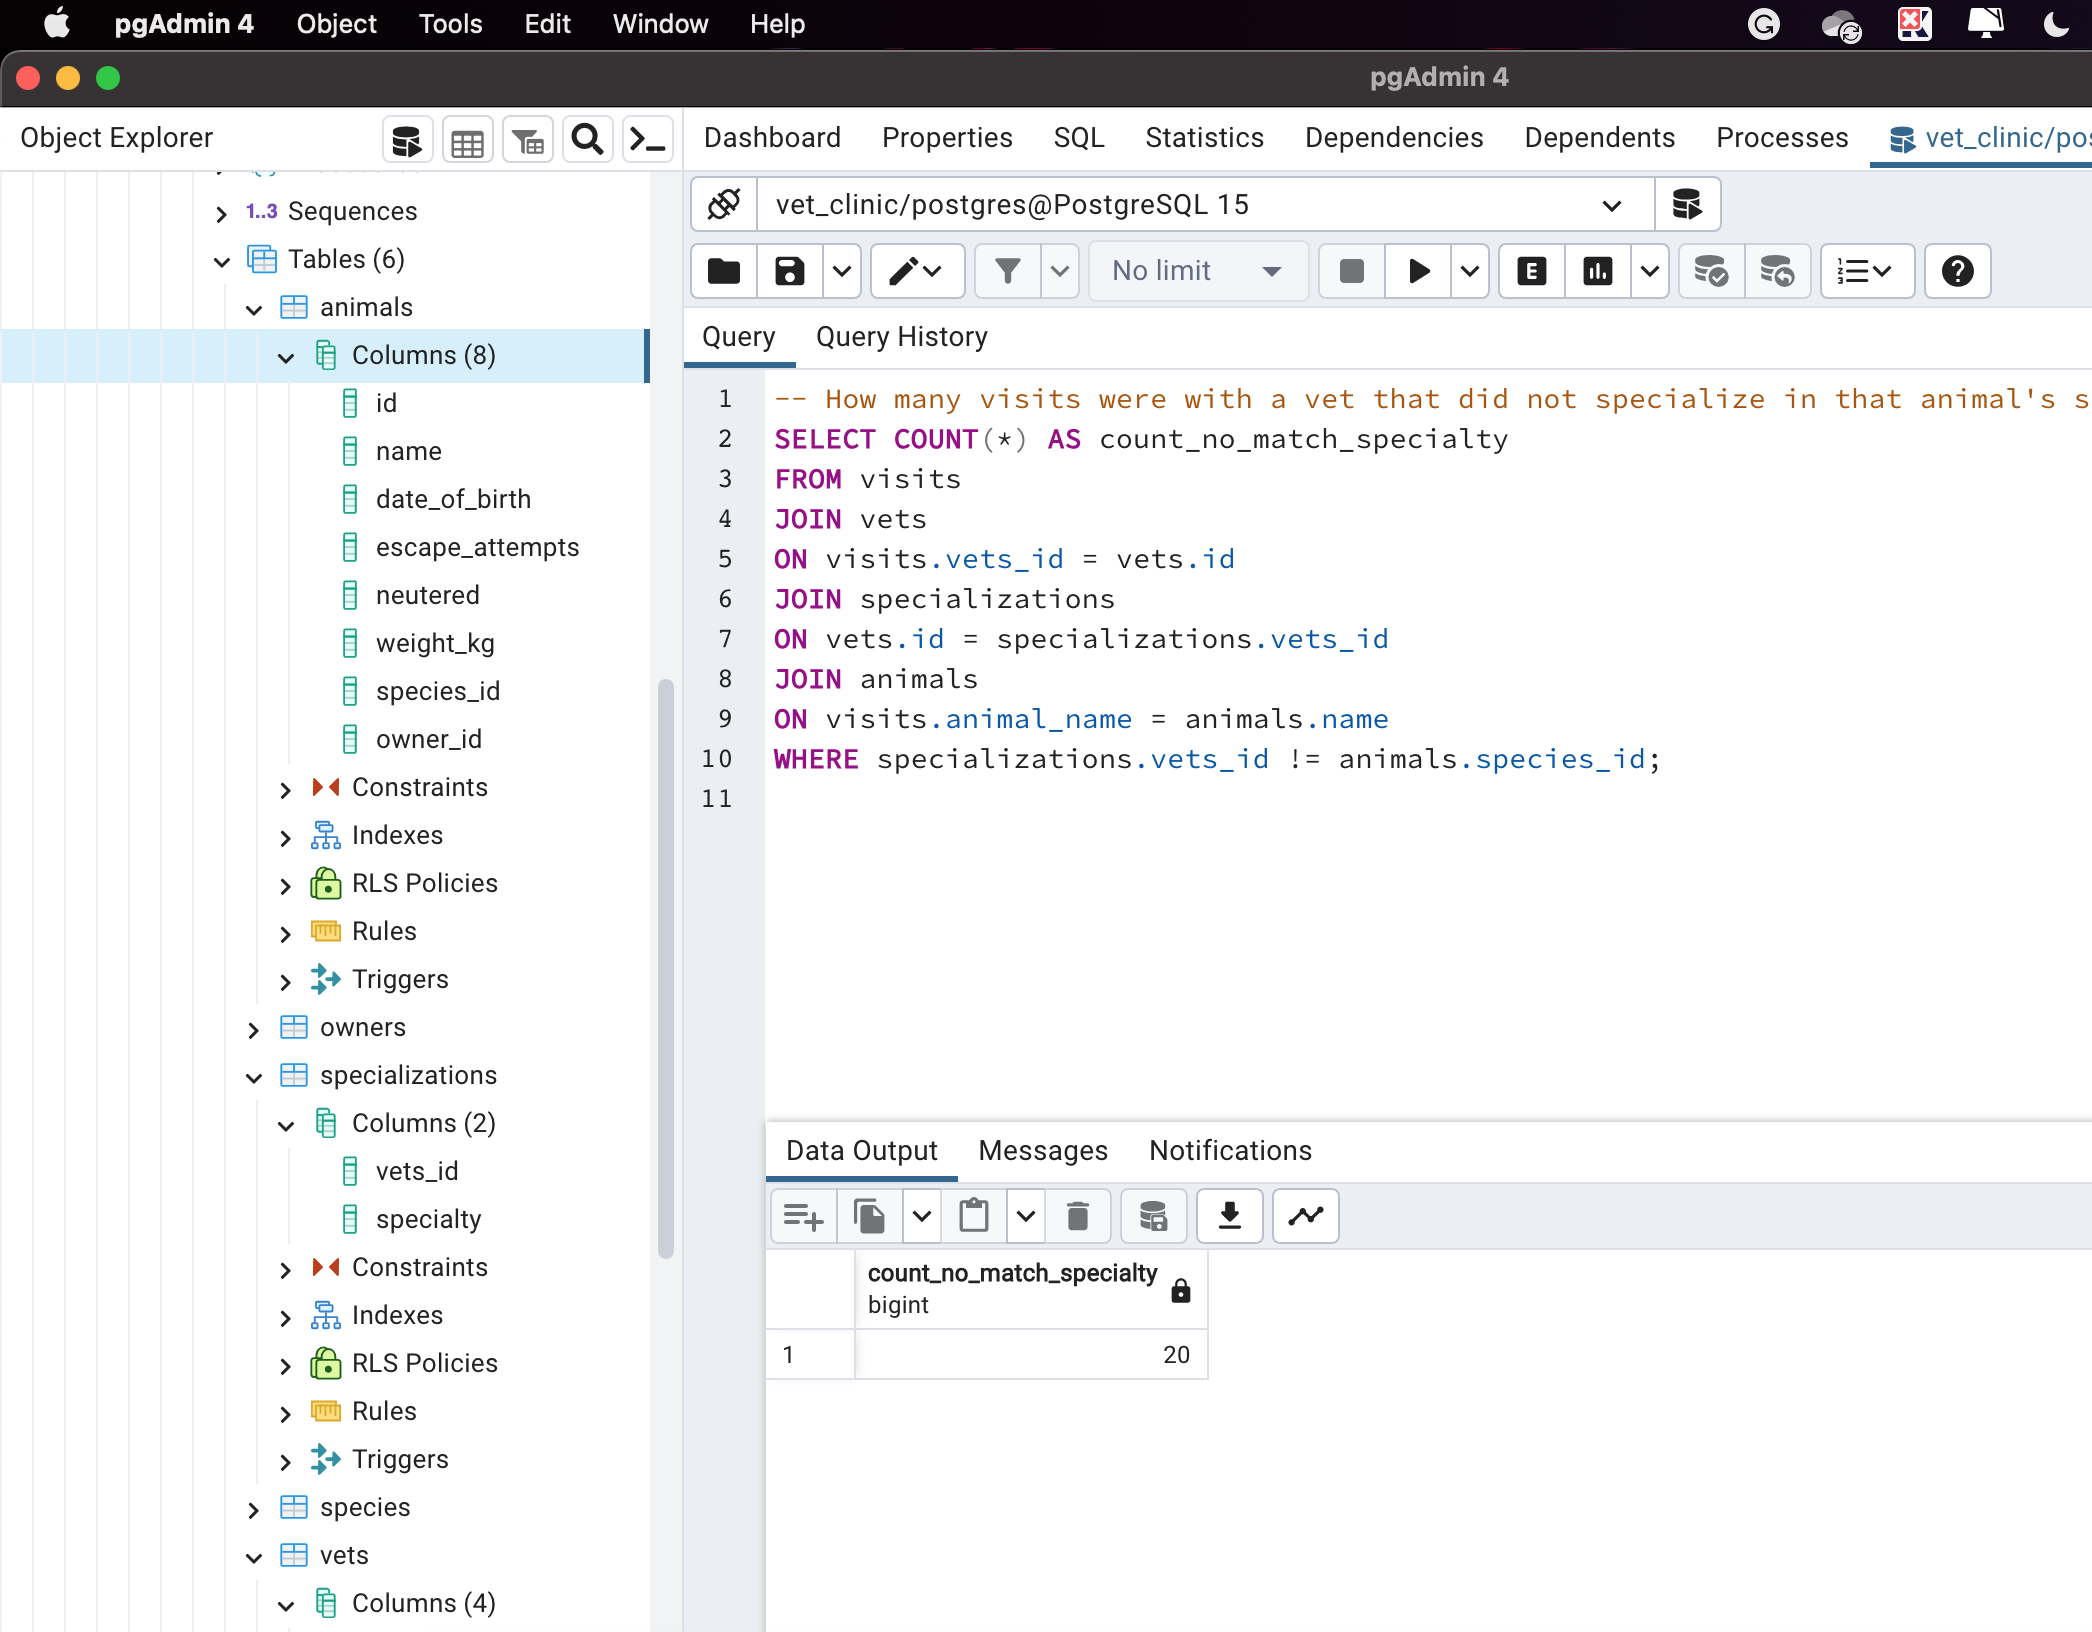 pgAdmin 4 Object Tools Edit Window Help
pgAdmin 4
Object Explorer
Dashboard Properties SQL Statistics Dependencies Dependents Processes vet_clinic/pos
1..3 Sequences
Tables (6)
animals
Columns (8)
id
name
date_of_birth
escape_attempts
neutered
weight_kg
species_id
owner_id
Constraints
Indexes
RLS Policies
Rules
Triggers
owners
specializations
Columns (2)
vets_id
specialty
Constraints
Indexes
RLS Policies
Rules
Triggers
species
vets
Columns (4)
vet_clinic/postgres@PostgreSQL 15
No limit
E
Query Query History
1 -- How many visits were with a vet that did not specialize in that animal's s
2 SELECT COUNT(*) AS count_no_match_specialty
3 FROM visits
4 JOIN vets
5 ON visits.vets_id = vets.id
6 JOIN specializations
7 ON vets.id = specializations.vets_id
8 JOIN animals
9 ON visits.animal_name = animals.name
10 WHERE specializations.vets_id != animals.species_id;
11
Data Output Messages Notifications
count_no_match_specialty
bigint
1 20